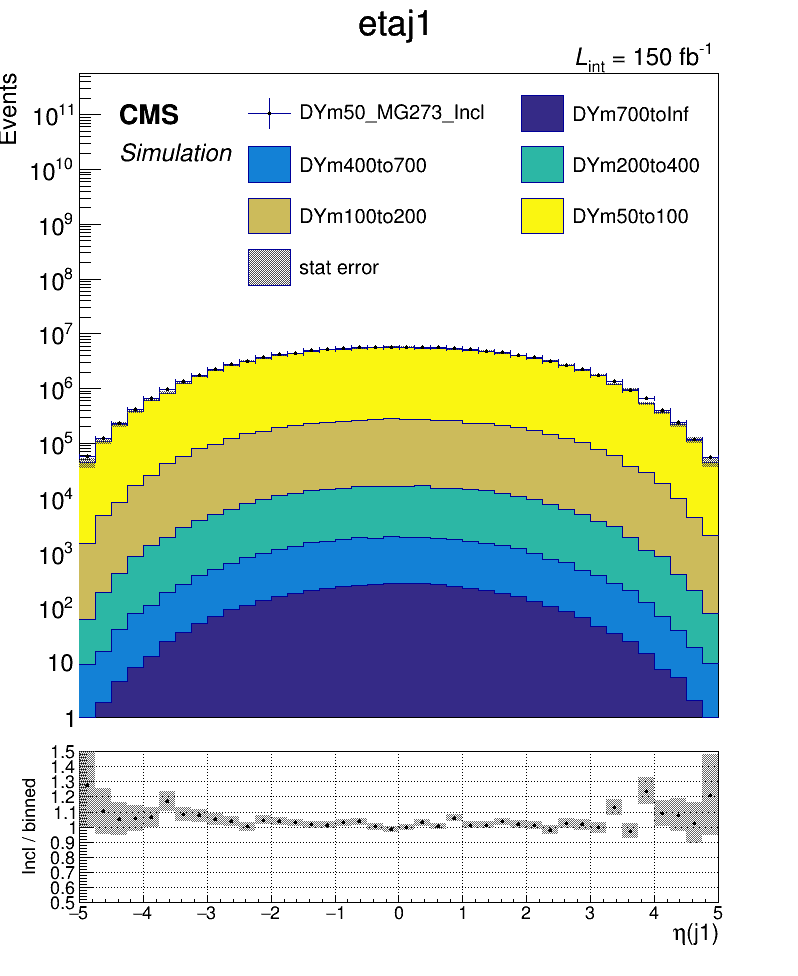 etaj1
L_int = 150 fb^-1
Events
CMS
Simulation
DYm50_MG273_Incl
DYm700toInf
DYm400to700
DYm200to400
DYm100to200
DYm50to100
stat error
10^11
10^10
10^9
10^8
10^7
10^6
10^5
10^4
10^3
10^2
10
1
Incl / binned
1.5
1.4
1.3
1.2
1.1
1
0.9
0.8
0.7
0.6
0.5
−5 −4 −3 −2 −1 0 1 2 3 4 5
η(j1)